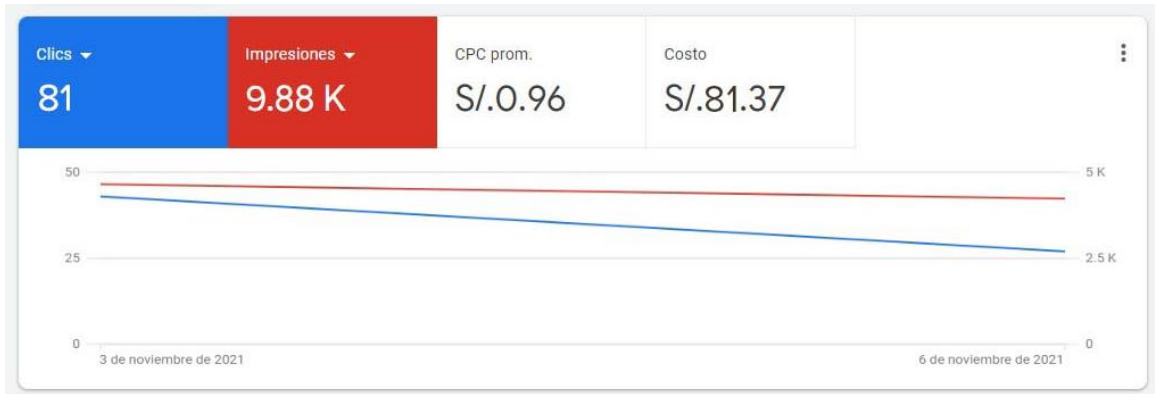 Clics
81
Impresiones
9.88 K
CPC prom.
S/.0.96
Costo
S/.81.37
50
5 K
25
2.5 K
0
0
3 de noviembre de 2021
6 de noviembre de 2021